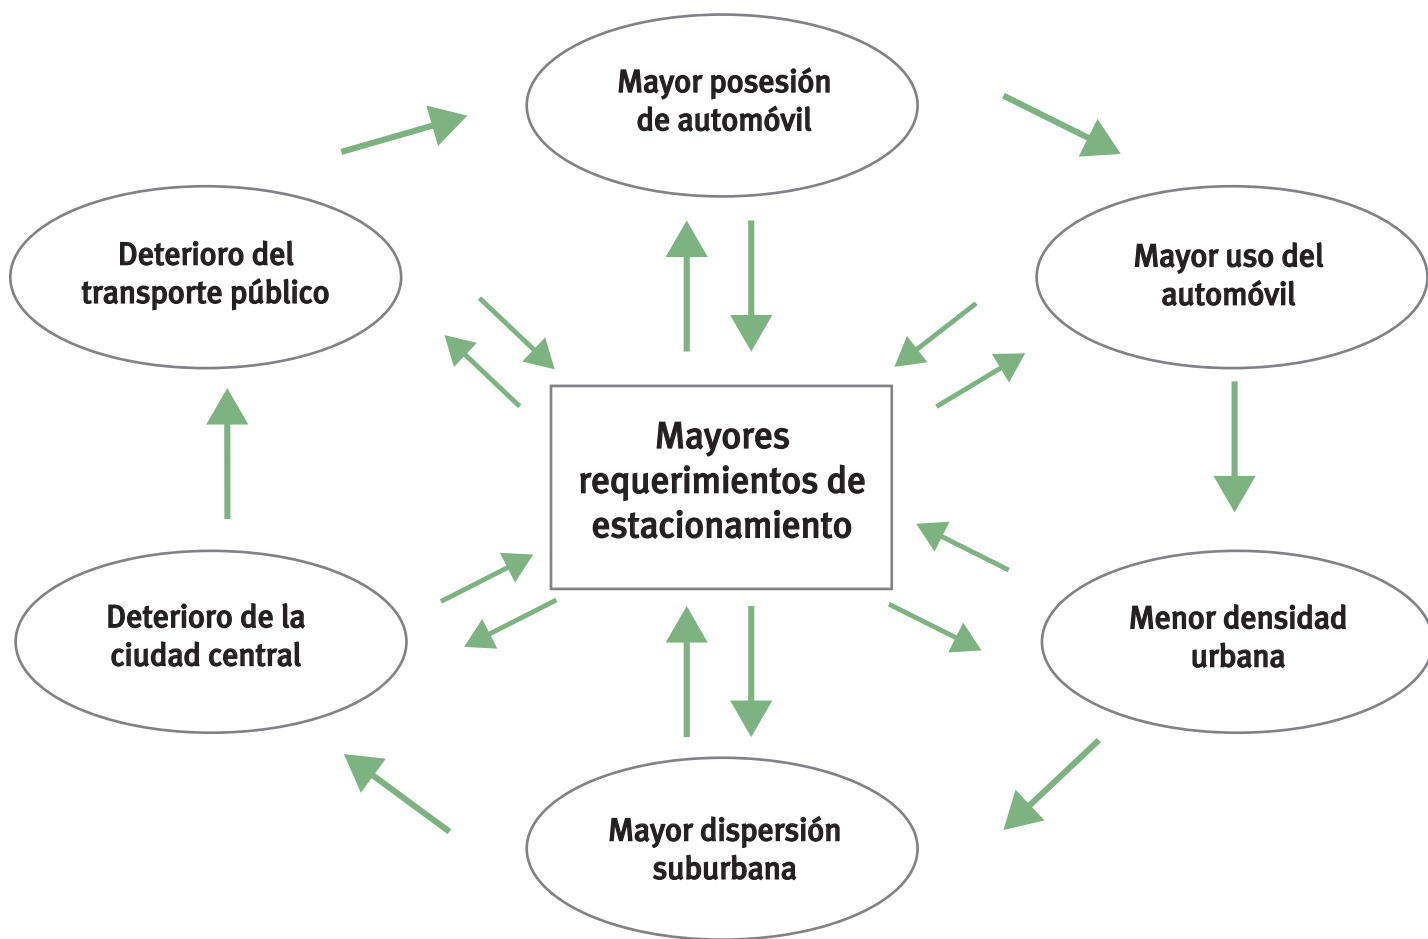 Mayor posesión
de automóvil
Deterioro del
transporte público
Mayor uso del
automóvil
Mayores
requerimientos de
estacionamiento
Deterioro de la
ciudad central
Menor densidad
urbana
Mayor dispersión
suburbana